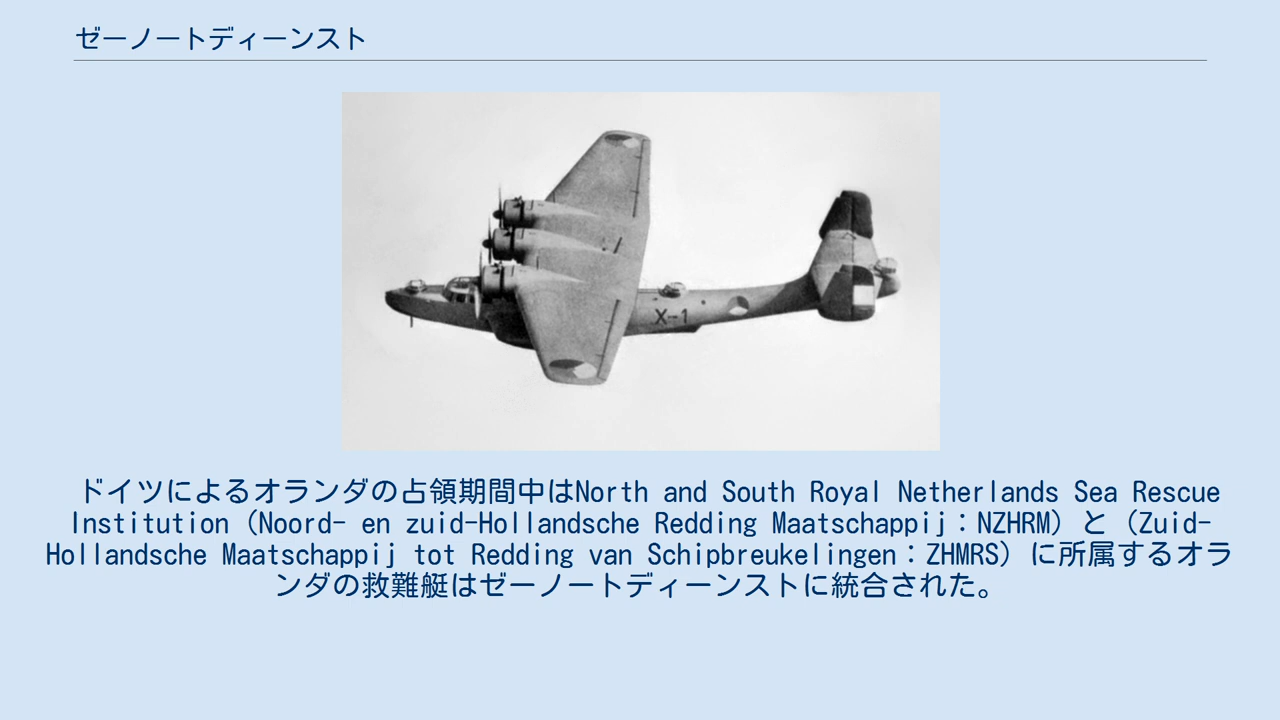 ゼーノートディーンスト
X-1
ドイツによるオランダの占領期間中はNorth and South Royal Netherlands Sea Rescue
Institution（Noord- en zuid-Hollandsche Redding Maatschappij：NZHRM）と（Zuid-
Hollandsche Maatschappij tot Redding van Schipbreukelingen：ZHMRS）に所属するオラ
ンダの救難艇はゼーノートディーンストに統合された。